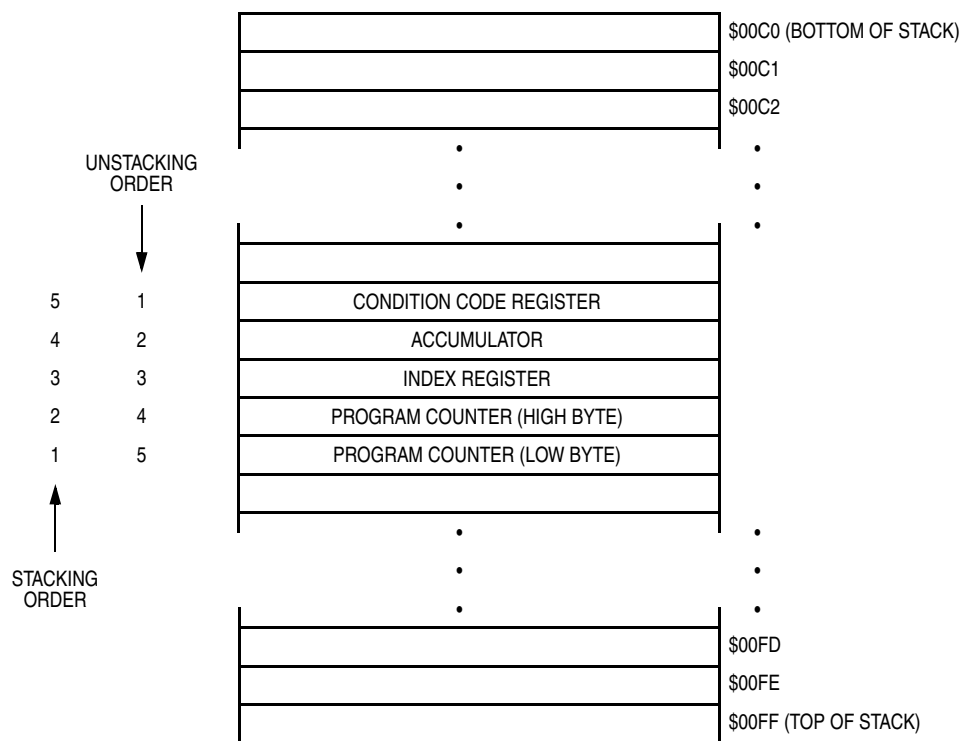 $00C0 (BOTTOM OF STACK)
$00C1
$00C2
UNSTACKING
ORDER
5 1 CONDITION CODE REGISTER
4 2 ACCUMULATOR
3 3 INDEX REGISTER
2 4 PROGRAM COUNTER (HIGH BYTE)
1 5 PROGRAM COUNTER (LOW BYTE)
STACKING
ORDER
$00FD
$00FE
$00FF (TOP OF STACK)